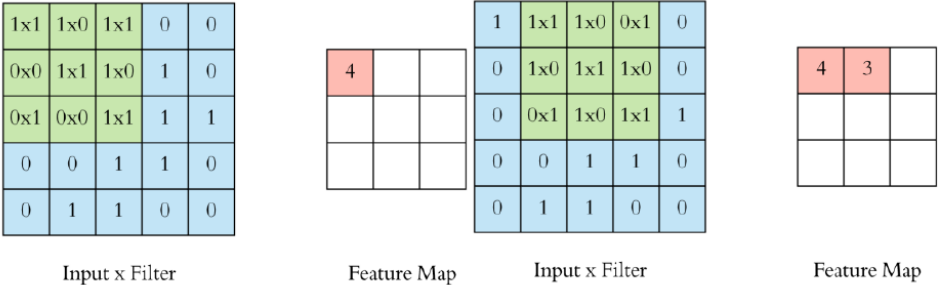 1x1 1x0 1x1 0 0
0x0 1x1 1x0 1 0
0x1 0x0 1x1 1 1
0 0 1 1 0
0 1 1 0 0
Input x Filter
4
Feature Map
1 1x1 1x0 0x1 0
0 1x0 1x1 1x0 0
0 0x1 1x0 1x1 1
0 0 1 1 0
0 1 1 0 0
Input x Filter
4 3
Feature Map